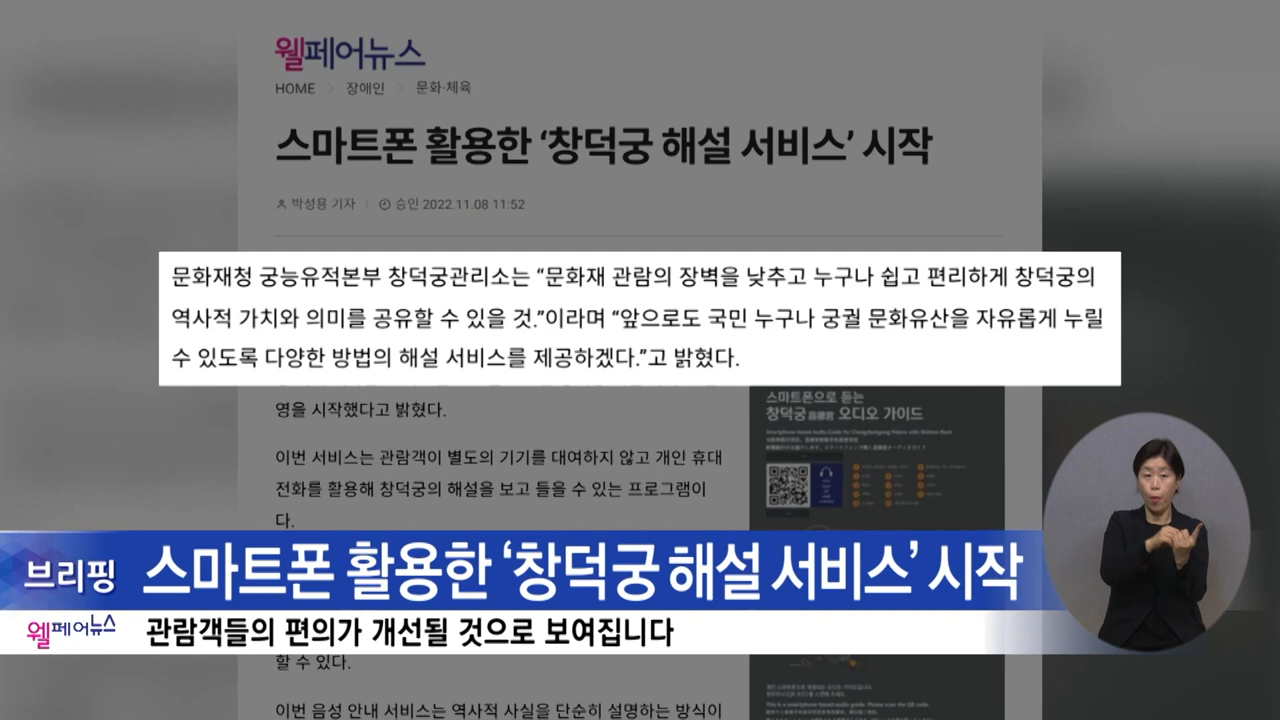 웰페어뉴스
HOME > 장애인 > 문화·체육
스마트폰 활용한 ‘창덕궁 해설 서비스’ 시작
박성용 기자 | 승인 2022.11.08 11:52
문화재청 궁능유적본부 창덕궁관리소는 “문화재 관람의 장벽을 낮추고 누구나 쉽고 편리하게 창덕궁의
역사적 가치와 의미를 공유할 수 있을 것.”이라며 “앞으로도 국민 누구나 궁궐 문화유산을 자유롭게 누릴
수 있도록 다양한 방법의 해설 서비스를 제공하겠다.”고 밝혔다.
영을 시작했다고 밝혔다.
이번 서비스는 관람객이 별도의 기기를 대여하지 않고 개인 휴대
전화를 활용해 창덕궁의 해설을 보고 들을 수 있는 프로그램이
다.
스마트폰으로 듣는
창덕궁昌德宮 오디오 가이드
브리핑
스마트폰 활용한 ‘창덕궁 해설 서비스’ 시작
웰페어뉴스
관람객들의 편의가 개선될 것으로 보여집니다
할 수 있다.
이번 음성 안내 서비스는 역사적 사실을 단순히 설명하는 방식이
This is a smartphone-based audio guide. Please scan the QR code.